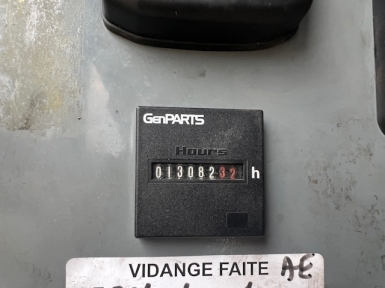 GenPARTS
Hours
01308232 h
VIDANGE FAITE AE